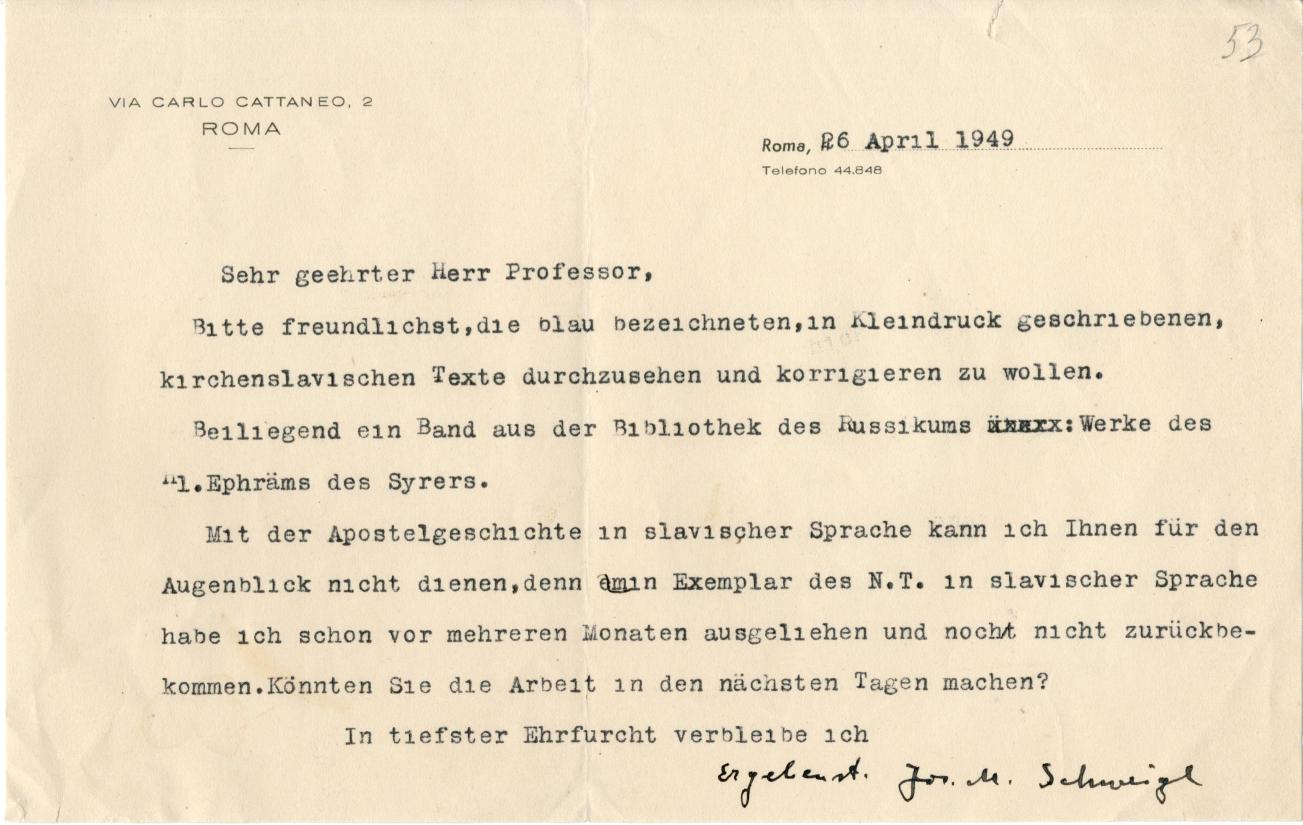 53
VIA CARLO CATTANEO, 2
ROMA
Roma, 26 April 1949
Telefono 44.848
Sehr geehrter Herr Professor,
Bitte freundlichst,die blau bezeichneten,in Kleindruck geschriebenen,
kirchenslavischen Texte durchzusehen und korrigieren zu wollen.
Beiliegend ein Band aus der Bibliothek des Russikums :Werke des
Hl.Ephräms des Syrers.
Mit der Apostelgeschichte in slavischer Sprache kann ich Ihnen für den
Augenblick nicht dienen,denn mein Exemplar des N.T. in slavischer Sprache
habe ich schon vor mehreren Monaten ausgeliehen und noch nicht zurückbe-
kommen.Könnten Sie die Arbeit in den nächsten Tagen machen?
In tiefster Ehrfurcht verbleibe ich
Ergebenst. Jos. M. Schweigl